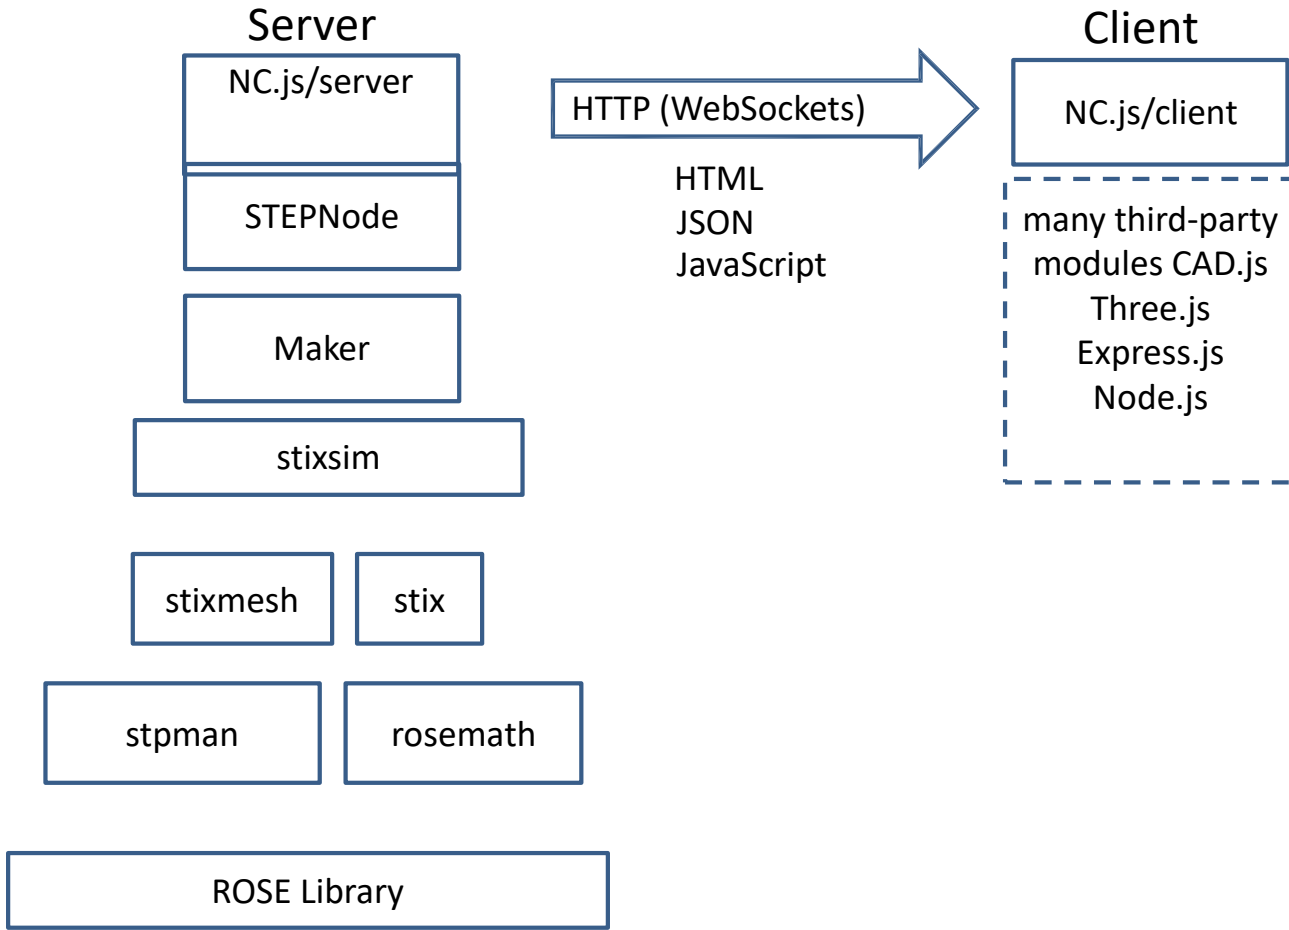 Server
NC.js/server
STEPNode
Maker
stixsim
stixmesh
stix
stpman
rosemath
ROSE Library
HTTP (WebSockets)
HTML
JSON
JavaScript
Client
NC.js/client
many third-party
modules CAD.js
Three.js
Express.js
Node.js